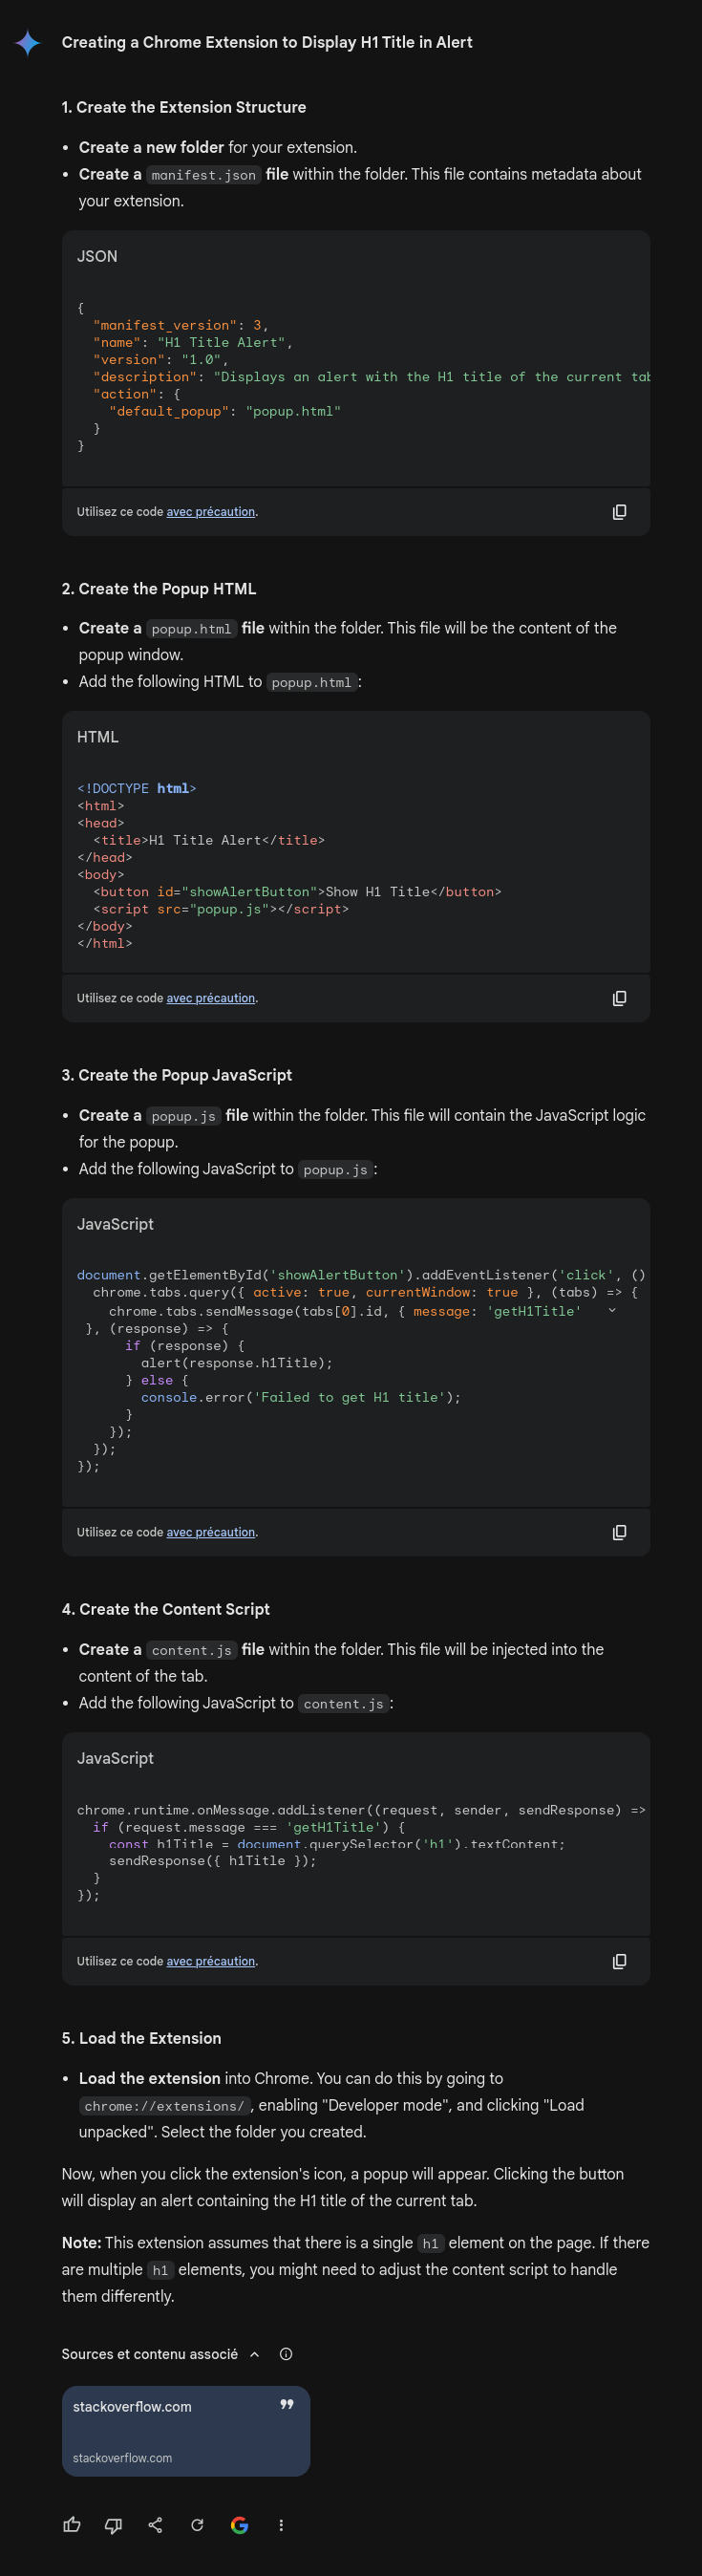 Creating a Chrome Extension to Display H1 Title in Alert
1. Create the Extension Structure
• Create a new folder for your extension.
• Create a manifest.json file within the folder. This file contains metadata about
your extension.
JSON
{
  "manifest_version": 3,
  "name": "H1 Title Alert",
  "version": "1.0",
  "description": "Displays an alert with the H1 title of the current tab
  "action": {
    "default_popup": "popup.html"
  }
}
Utilisez ce code avec précaution.
2. Create the Popup HTML
• Create a popup.html file within the folder. This file will be the content of the
popup window.
• Add the following HTML to popup.html:
HTML
<!DOCTYPE html>
<html>
<head>
  <title>H1 Title Alert</title>
</head>
<body>
  <button id="showAlertButton">Show H1 Title</button>
  <script src="popup.js"></script>
</body>
</html>
Utilisez ce code avec précaution.
3. Create the Popup JavaScript
• Create a popup.js file within the folder. This file will contain the JavaScript logic
for the popup.
• Add the following JavaScript to popup.js:
JavaScript
document.getElementById('showAlertButton').addEventListener('click', ()
  chrome.tabs.query({ active: true, currentWindow: true }, (tabs) => {
    chrome.tabs.sendMessage(tabs[0].id, { message: 'getH1Title'
 }, (response) => {
      if (response) {
        alert(response.h1Title);
      } else {
        console.error('Failed to get H1 title');
      }
    });
  });
});
Utilisez ce code avec précaution.
4. Create the Content Script
• Create a content.js file within the folder. This file will be injected into the
content of the tab.
• Add the following JavaScript to content.js:
JavaScript
chrome.runtime.onMessage.addListener((request, sender, sendResponse) =>
  if (request.message === 'getH1Title') {
    const h1Title = document.querySelector('h1').textContent;
    sendResponse({ h1Title });
  }
});
Utilisez ce code avec précaution.
5. Load the Extension
• Load the extension into Chrome. You can do this by going to
chrome://extensions/, enabling "Developer mode", and clicking "Load
unpacked". Select the folder you created.
Now, when you click the extension's icon, a popup will appear. Clicking the button
will display an alert containing the H1 title of the current tab.
Note: This extension assumes that there is a single h1 element on the page. If there
are multiple h1 elements, you might need to adjust the content script to handle
them differently.
Sources et contenu associé
stackoverflow.com
stackoverflow.com